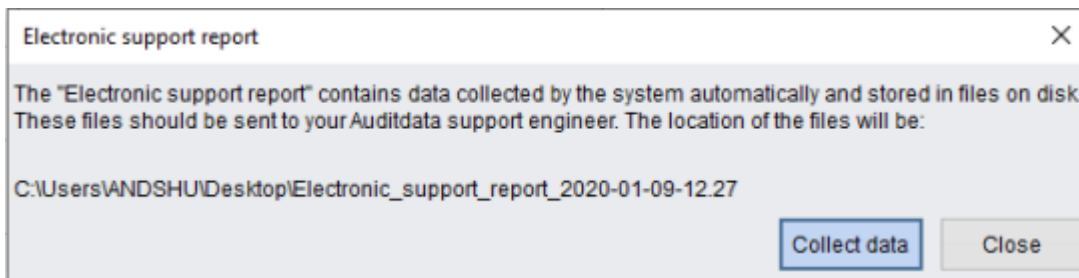 Electronic support report
The "Electronic support report" contains data collected by the system automatically and stored in files on disk.
These files should be sent to your Auditdata support engineer. The location of the files will be:
C:\Users\ANDSHU\Desktop\Electronic_support_report_2020-01-09-12.27
Collect data
Close